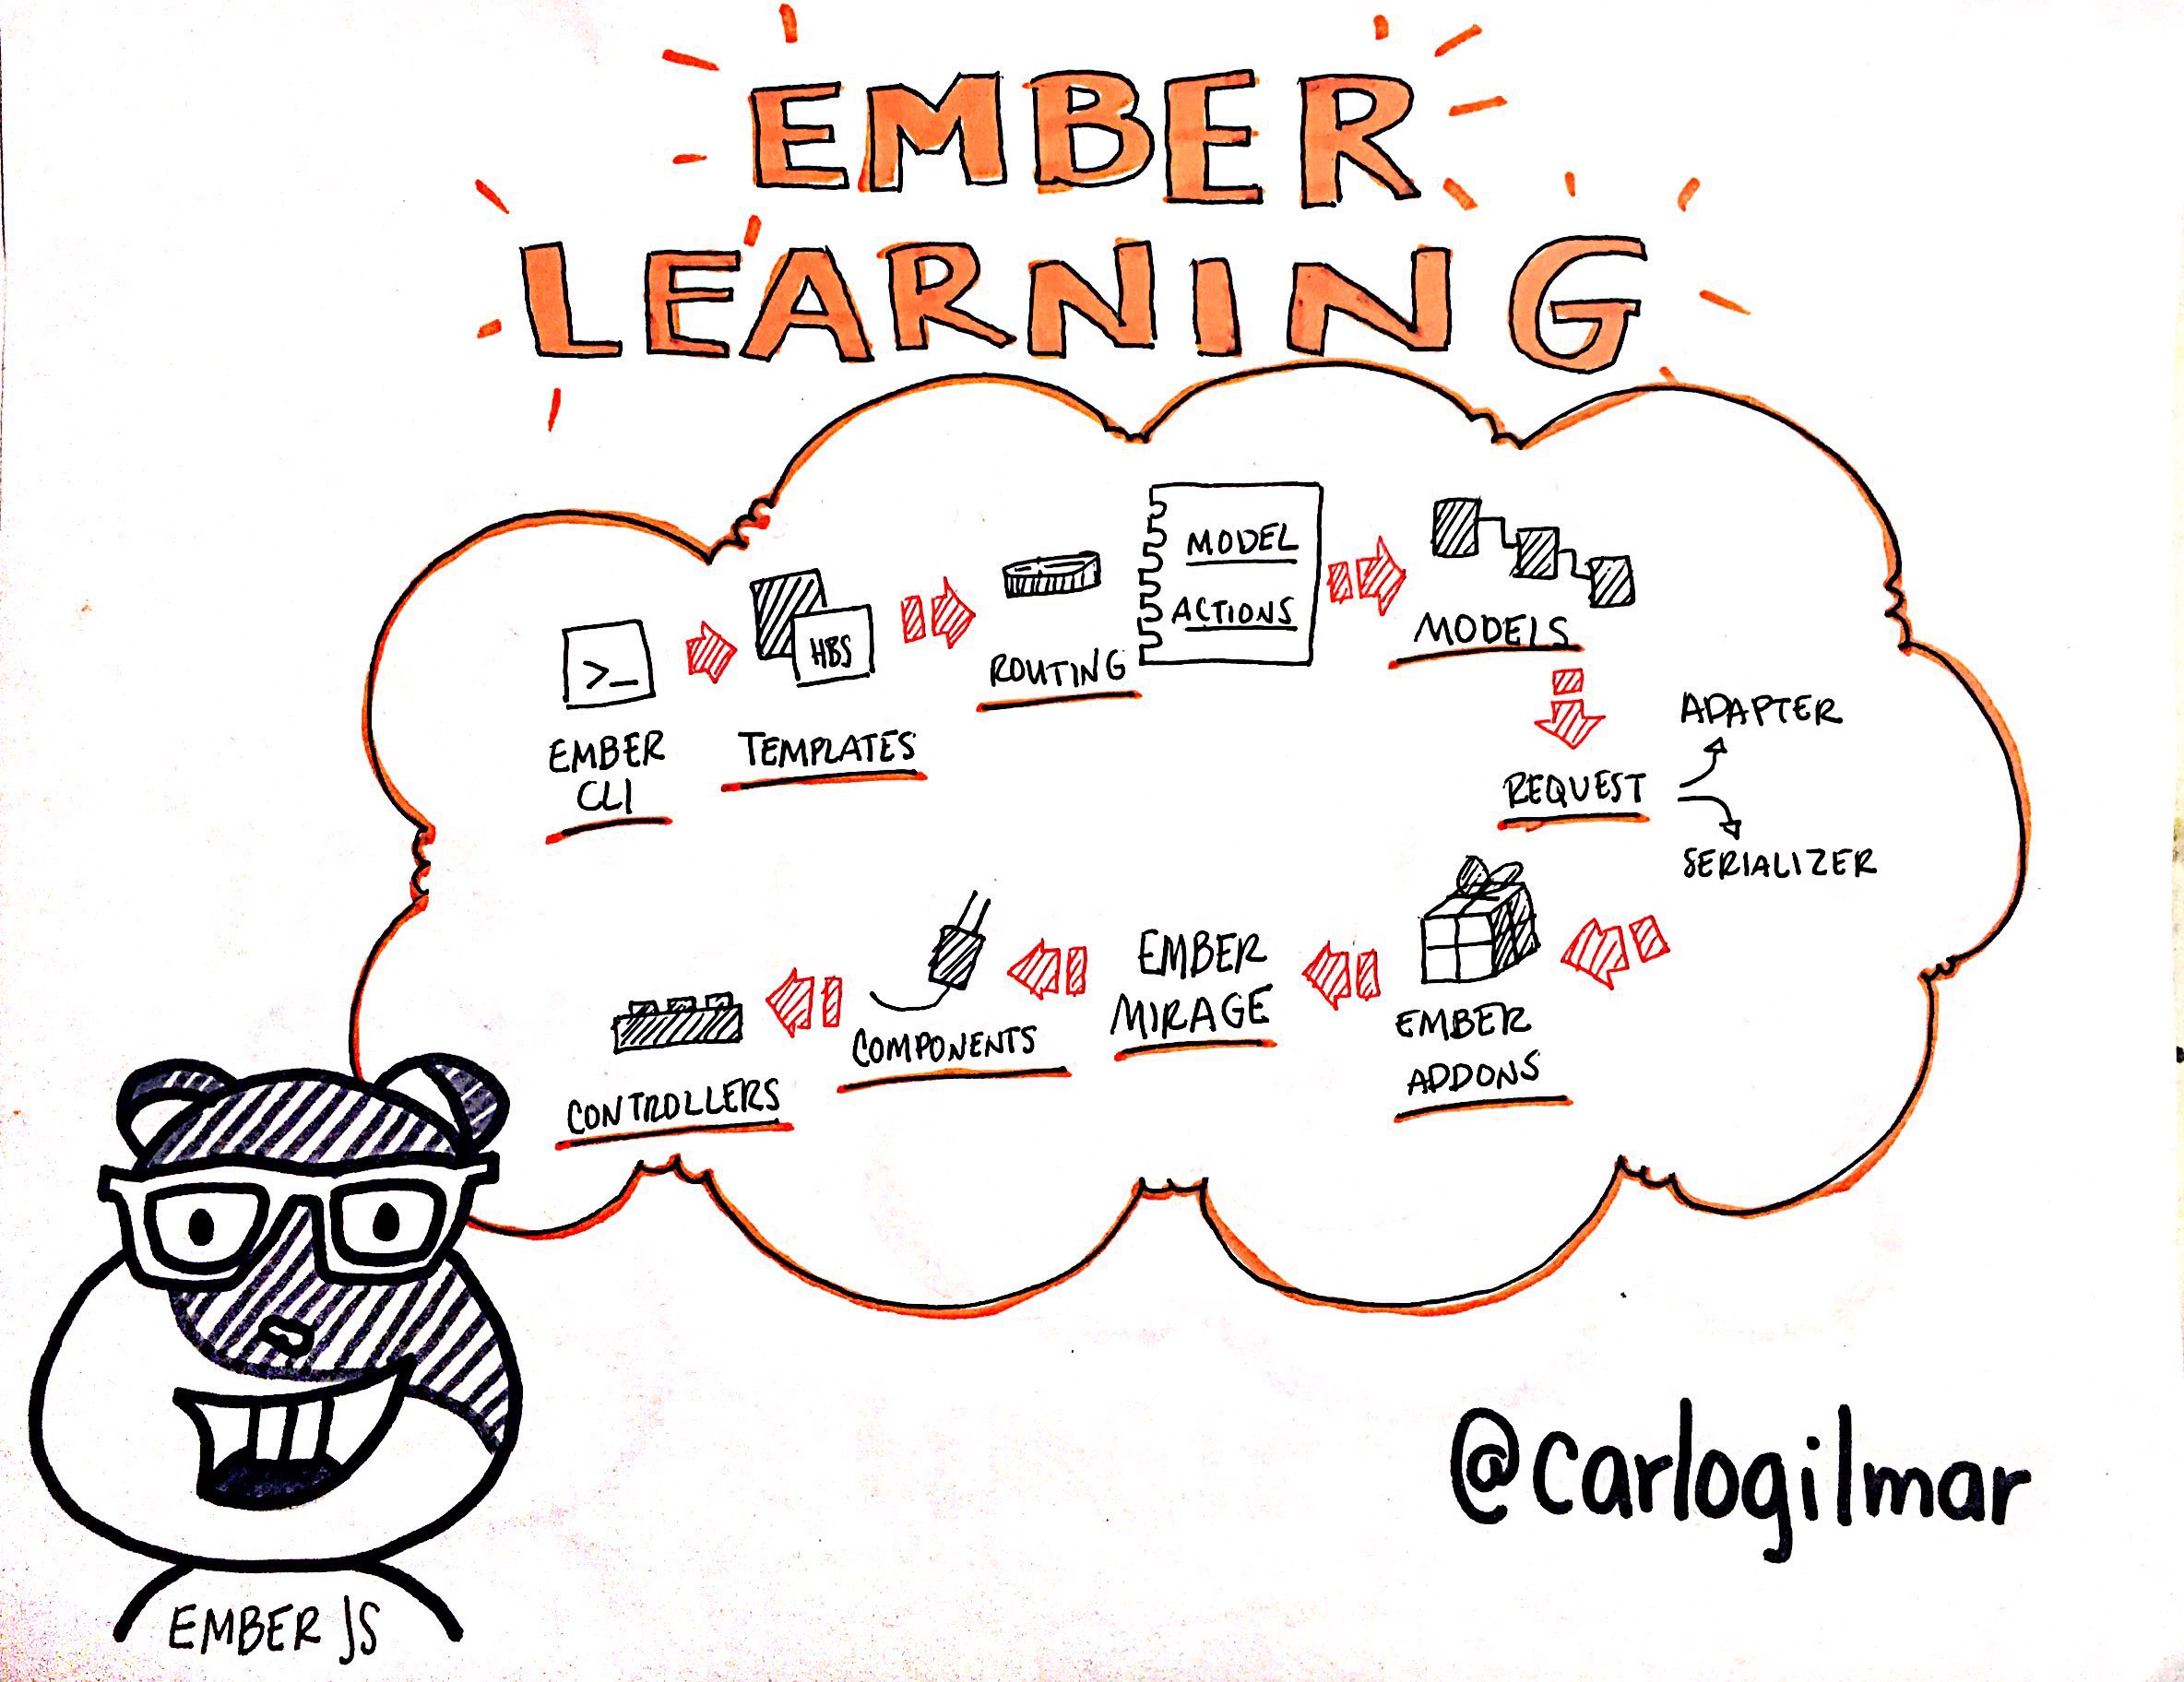 EMBER
LEARNING
>_
EMBER
CLI
HBS
TEMPLATES
ROUTING
MODEL
ACTIONS
MODELS
REQUEST
ADAPTER
SERIALIZER
EMBER
ADDONS
EMBER
MIRAGE
COMPONENTS
CONTROLLERS
EMBER JS
@carlogilmar